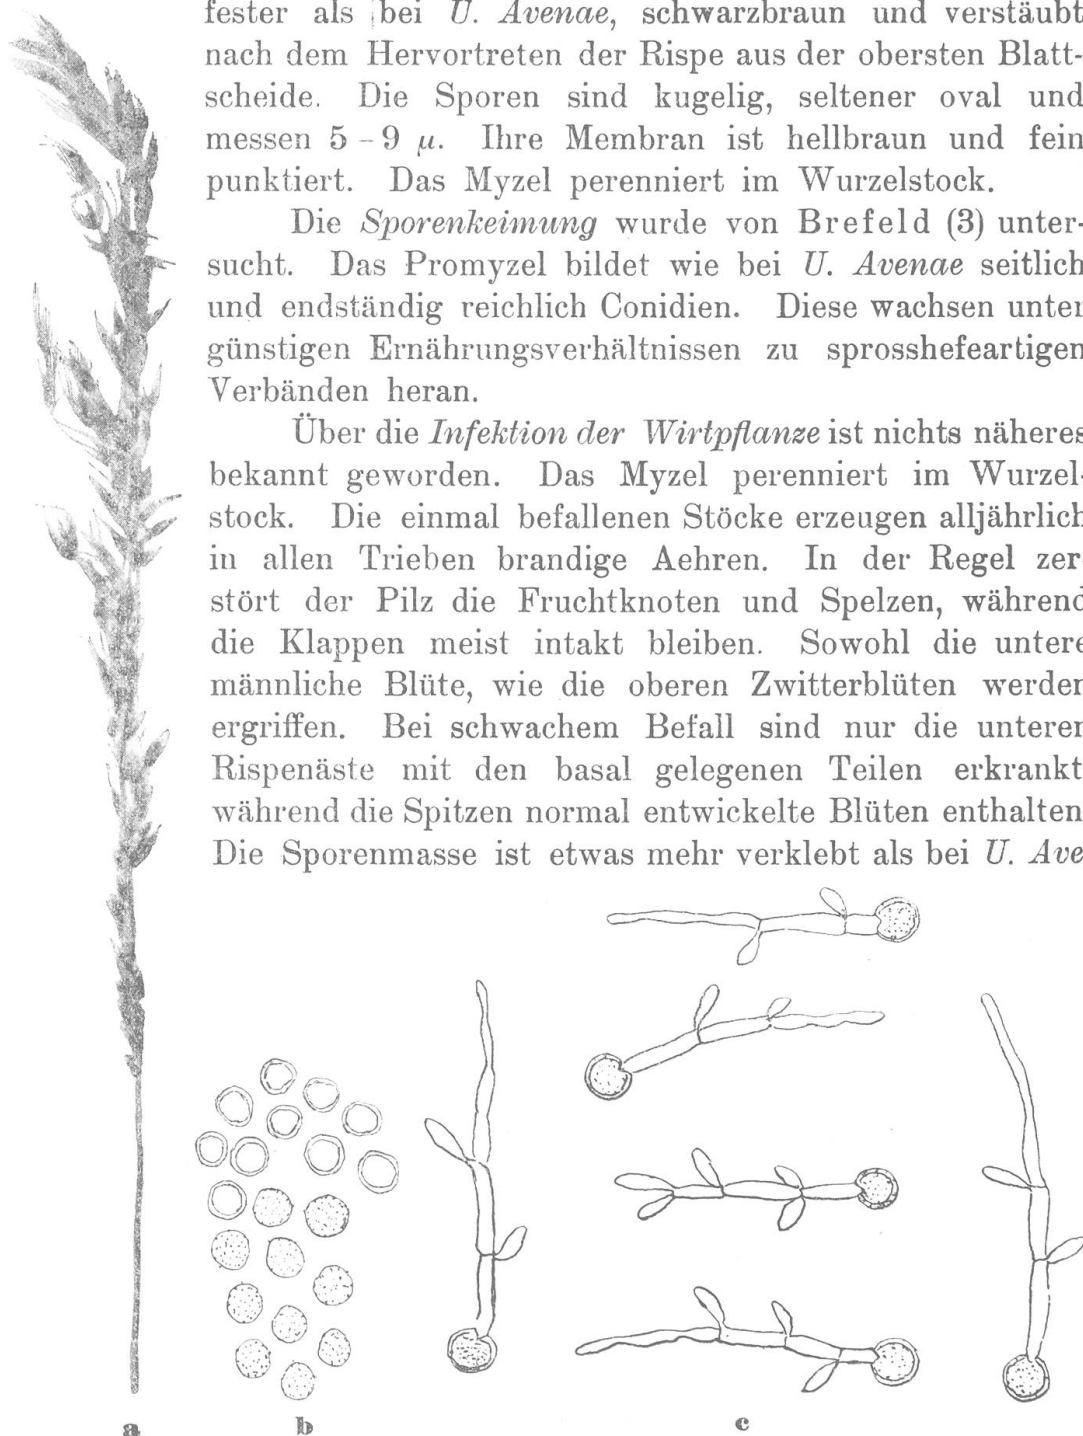 fester als bei U. Avenae, schwarzbraun und verstäubt
nach dem Hervortreten der Rispe aus der obersten Blatt-
scheide. Die Sporen sind kugelig, seltener oval und
messen 5 – 9 μ. Ihre Membran ist hellbraun und fein
punktiert. Das Myzel perenniert im Wurzelstock.
Die Sporenkeimung wurde von Brefeld (3) unter-
sucht. Das Promyzel bildet wie bei U. Avenae seitlich
und endständig reichlich Conidien. Diese wachsen unter
günstigen Ernährungsverhältnissen zu sprosshefeartigen
Verbänden heran.
Über die Infektion der Wirtpflanze ist nichts näheres
bekannt geworden. Das Myzel perenniert im Wurzel-
stock. Die einmal befallenen Stöcke erzeugen alljährlich
in allen Trieben brandige Aehren. In der Regel zer
stört der Pilz die Fruchtknoten und Spelzen, während
die Klappen meist intakt bleiben. Sowohl die untere
männliche Blüte, wie die oberen Zwitterblüten werden
ergriffen. Bei schwachem Befall sind nur die unteren
Rispenäste mit den basal gelegenen Teilen erkrankt
während die Spitzen normal entwickelte Blüten enthalten
Die Sporenmasse ist etwas mehr verklebt als bei U. Ave
a b c